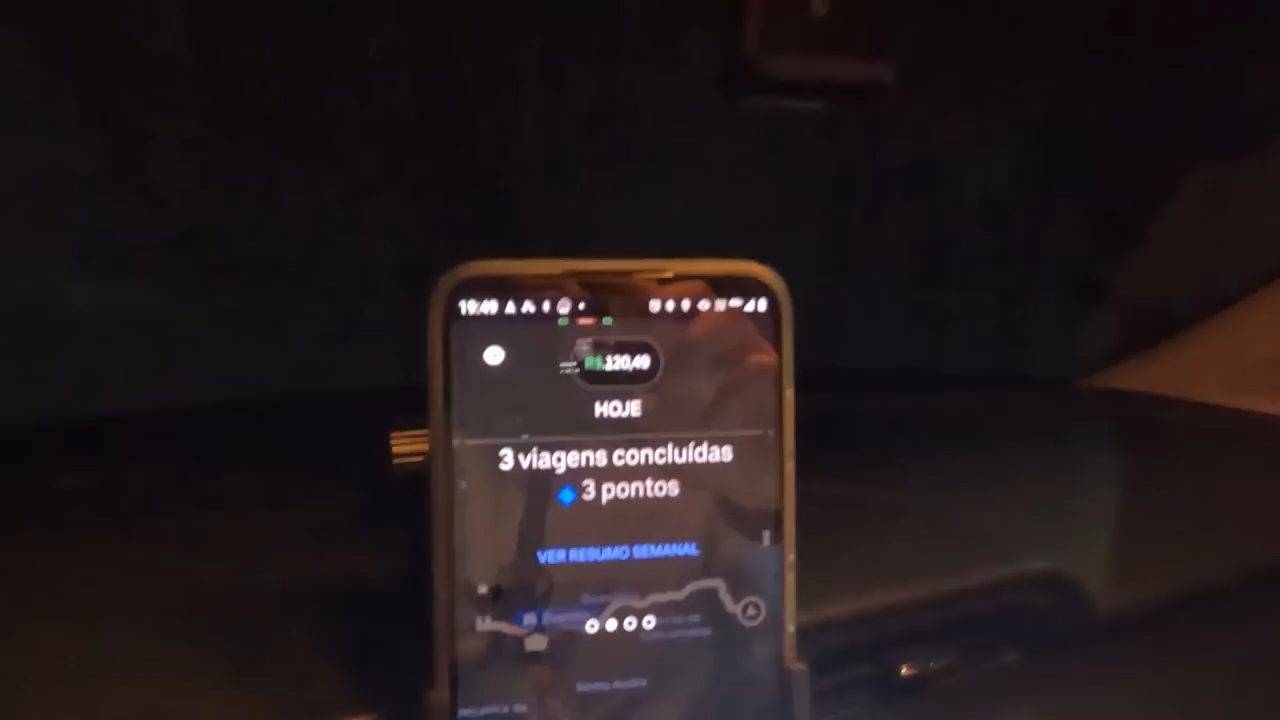 19:49
R$ 120,49
HOJE
3 viagens concluídas
3 pontos
VER RESUMO SEMANAL